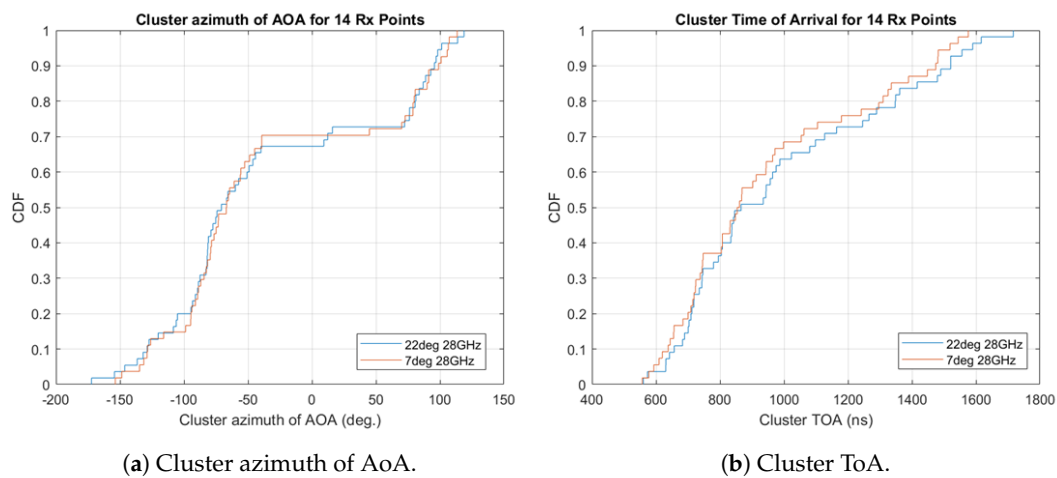 Cluster azimuth of AOA for 14 Rx Points
1
0.9
0.8
0.7
0.6
0.5
0.4
0.3
0.2
0.1
0
CDF
22deg 28GHz
7deg 28GHz
-200 -150 -100 -50 0 50 100 150
Cluster azimuth of AOA (deg.)
(a) Cluster azimuth of AoA.
Cluster Time of Arrival for 14 Rx Points
1
0.9
0.8
0.7
0.6
0.5
0.4
0.3
0.2
0.1
0
CDF
22deg 28GHz
7deg 28GHz
400 600 800 1000 1200 1400 1600 1800
Cluster TOA (ns)
(b) Cluster ToA.